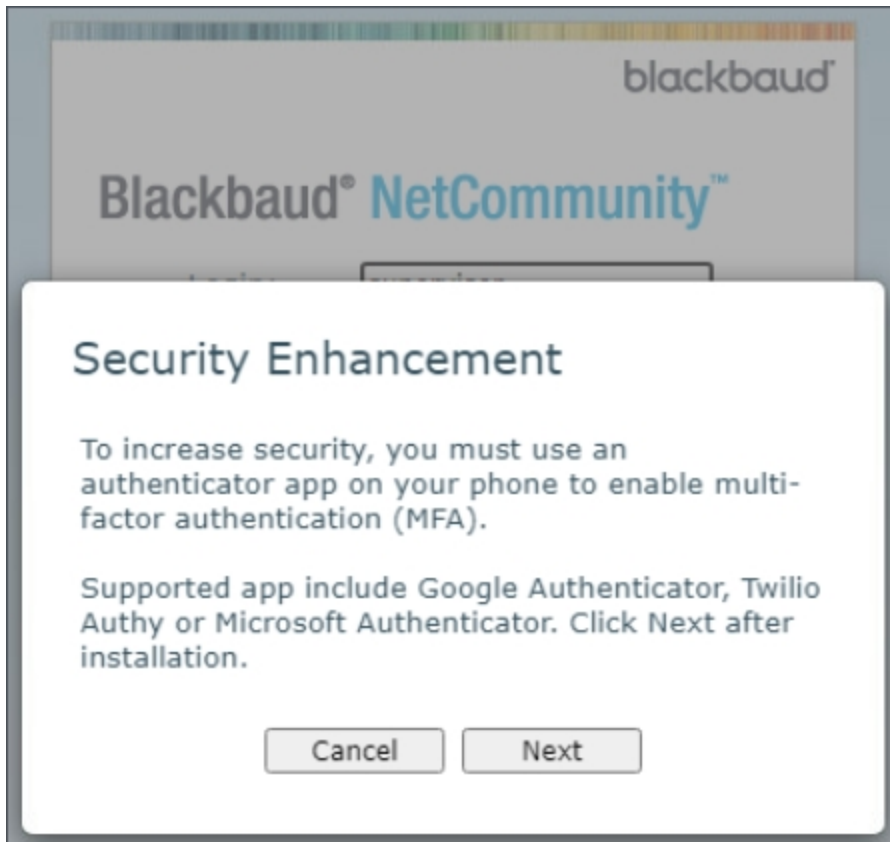 blackbaud®
Blackbaud® NetCommunity™
Security Enhancement
To increase security, you must use an
authenticator app on your phone to enable multi-
factor authentication (MFA).
Supported app include Google Authenticator, Twilio
Authy or Microsoft Authenticator. Click Next after
installation.
Cancel Next